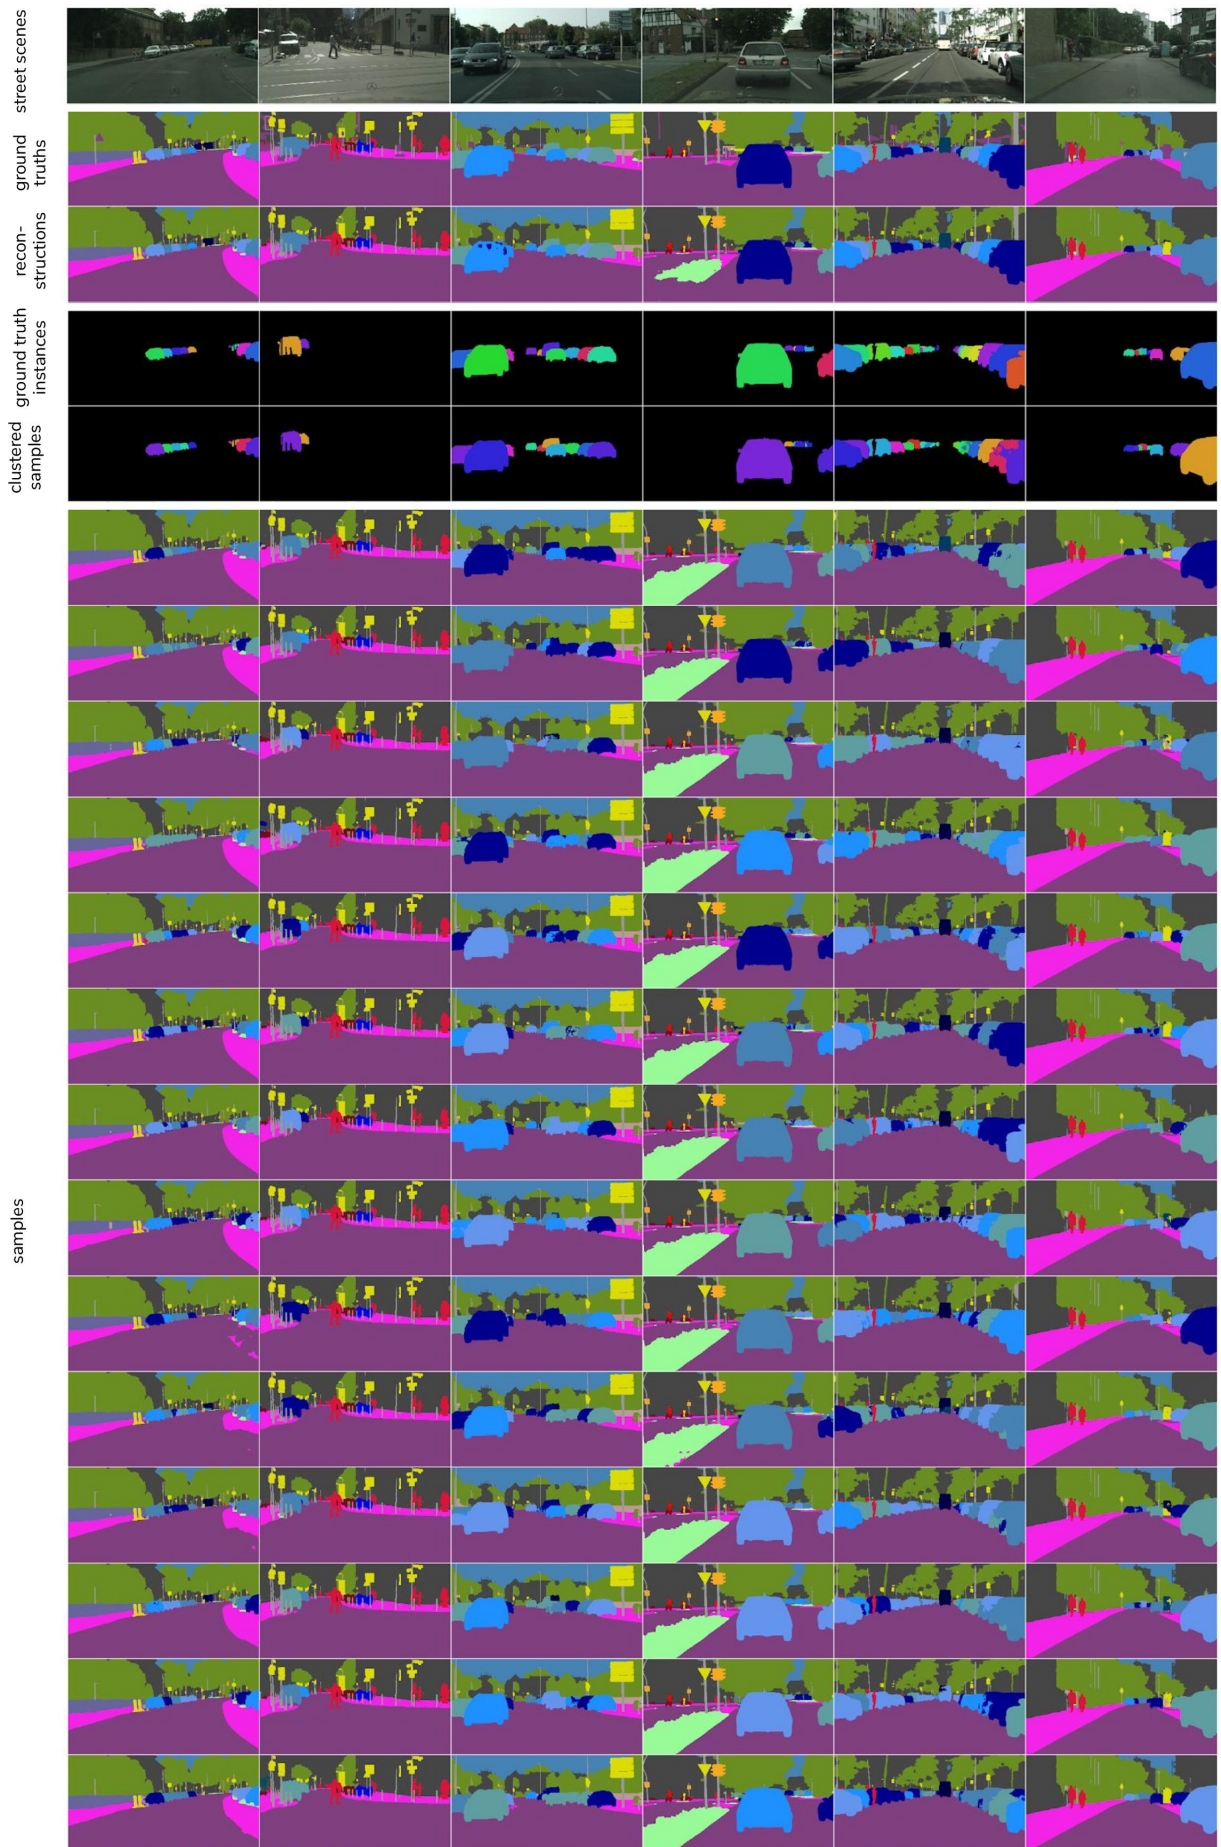 street scenes
ground
truths
recon-
structions
ground truth
instances
clustered
samples
samples